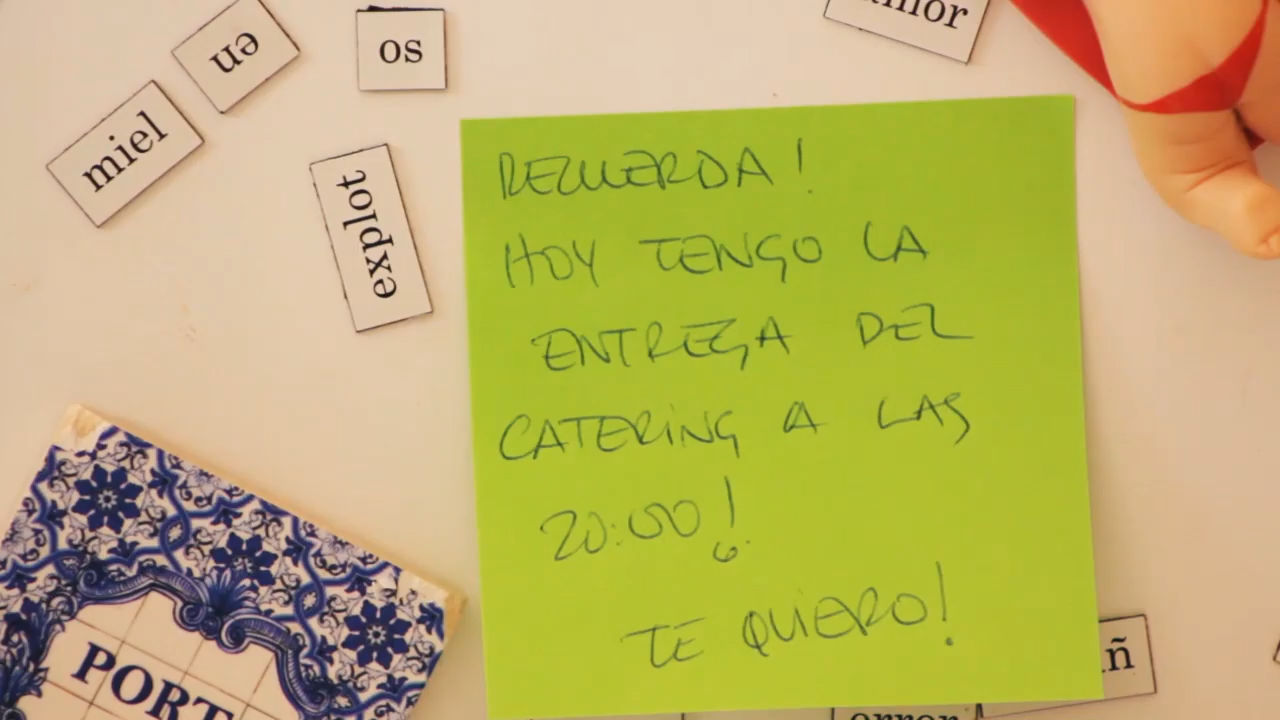 en
os
miel
explot
RECUERDA!
HOY TENGO LA
ENTREGA DEL
CATERING A LAS
20:00!
TE QUIERO!
PORT
ñ